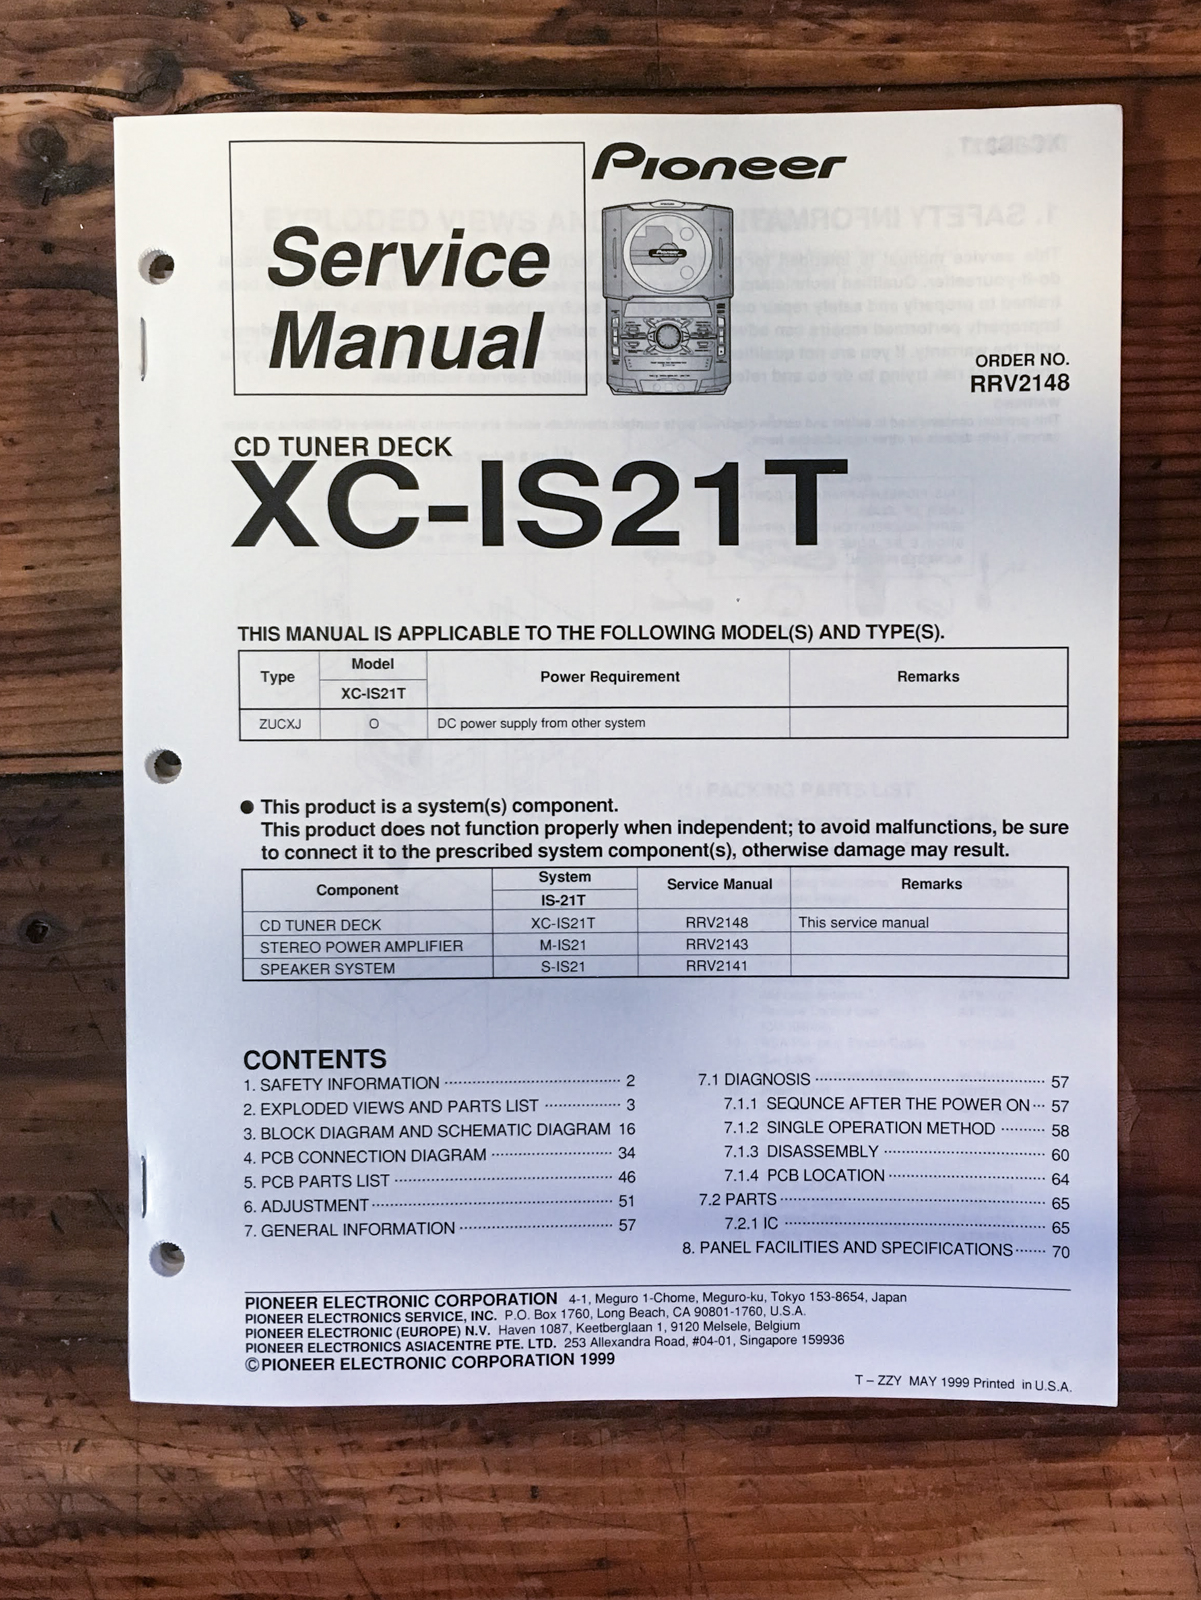 Service
Manual
Pioneer
ORDER NO.
RRV2148
CD TUNER DECK
XC-IS21T
THIS MANUAL IS APPLICABLE TO THE FOLLOWING MODEL(S) AND TYPE(S).
Type Model Power Requirement Remarks
XC-IS21T
ZUCXJ O DC power supply from other system
● This product is a system(s) component.
This product does not function properly when independent; to avoid malfunctions, be sure
to connect it to the prescribed system component(s), otherwise damage may result.
Component System Service Manual Remarks
IS-21T
CD TUNER DECK XC-IS21T RRV2148 This service manual
STEREO POWER AMPLIFIER M-IS21 RRV2143
SPEAKER SYSTEM S-IS21 RRV2141
CONTENTS
1. SAFETY INFORMATION 2
2. EXPLODED VIEWS AND PARTS LIST 3
3. BLOCK DIAGRAM AND SCHEMATIC DIAGRAM 16
4. PCB CONNECTION DIAGRAM 34
5. PCB PARTS LIST 46
6. ADJUSTMENT 51
7. GENERAL INFORMATION 57
7.1 DIAGNOSIS 57
7.1.1 SEQUNCE AFTER THE POWER ON 57
7.1.2 SINGLE OPERATION METHOD 58
7.1.3 DISASSEMBLY 60
7.1.4 PCB LOCATION 64
7.2 PARTS 65
7.2.1 IC 65
8. PANEL FACILITIES AND SPECIFICATIONS 70
PIONEER ELECTRONIC CORPORATION 4-1, Meguro 1-Chome, Meguro-ku, Tokyo 153-8654, Japan
PIONEER ELECTRONICS SERVICE, INC. P.O. Box 1760, Long Beach, CA 90801-1760, U.S.A.
PIONEER ELECTRONIC (EUROPE) N.V. Haven 1087, Keetberglaan 1, 9120 Melsele, Belgium
PIONEER ELECTRONICS ASIACENTRE PTE. LTD. 253 Allexandra Road, #04-01, Singapore 159936
©PIONEER ELECTRONIC CORPORATION 1999
T – ZZY MAY 1999 Printed in U.S.A.